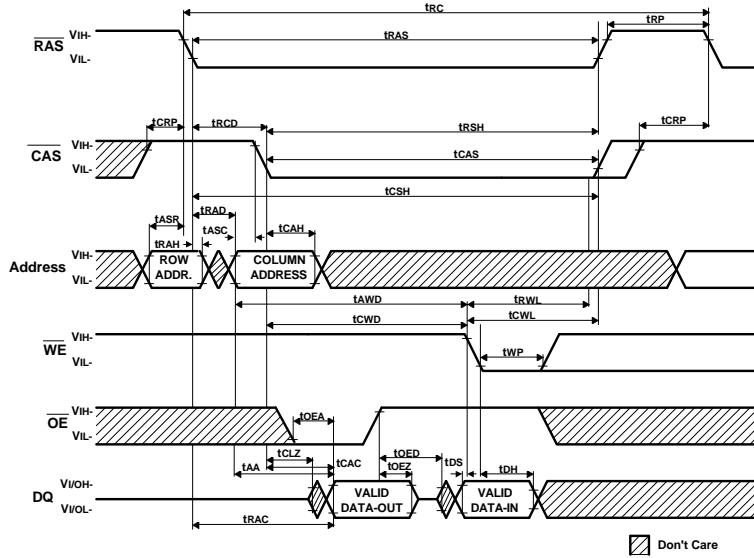 tRC
tRP
tRAS
RAS
VIH-
VIL-
tCRP
tRCD
tRSH
tCRP
CAS
VIH-
VIL-
tCAS
tCSH
tRAD
tASR
tASC
tCAH
tRAH
Address
VIH-
VIL-
ROW
ADDR.
COLUMN
ADDRESS
tAWD
tRWL
tCWD
tCWL
WE
VIH-
VIL-
tWP
OE
VIH-
VIL-
tOEA
tCLZ
tCAC
tAA
tOED
tOEZ
tDS
tDH
DQ
VI/OH-
VI/OL-
VALID
DATA-OUT
VALID
DATA-IN
tRAC
Don't Care